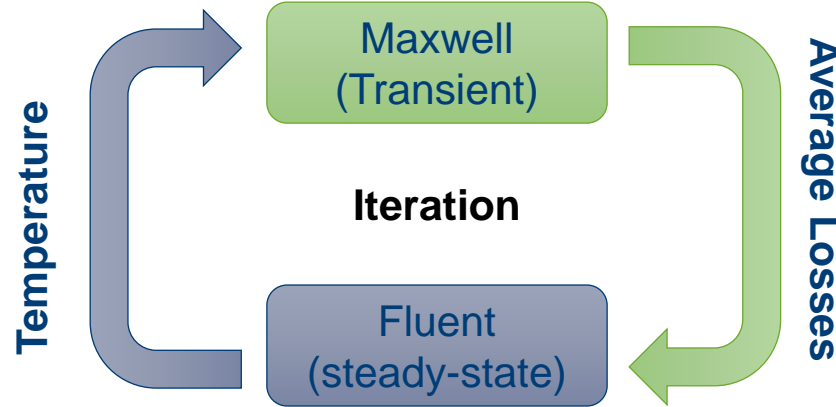 Maxwell
(Transient)
Temperature
Iteration
Average Losses
Fluent
(steady-state)